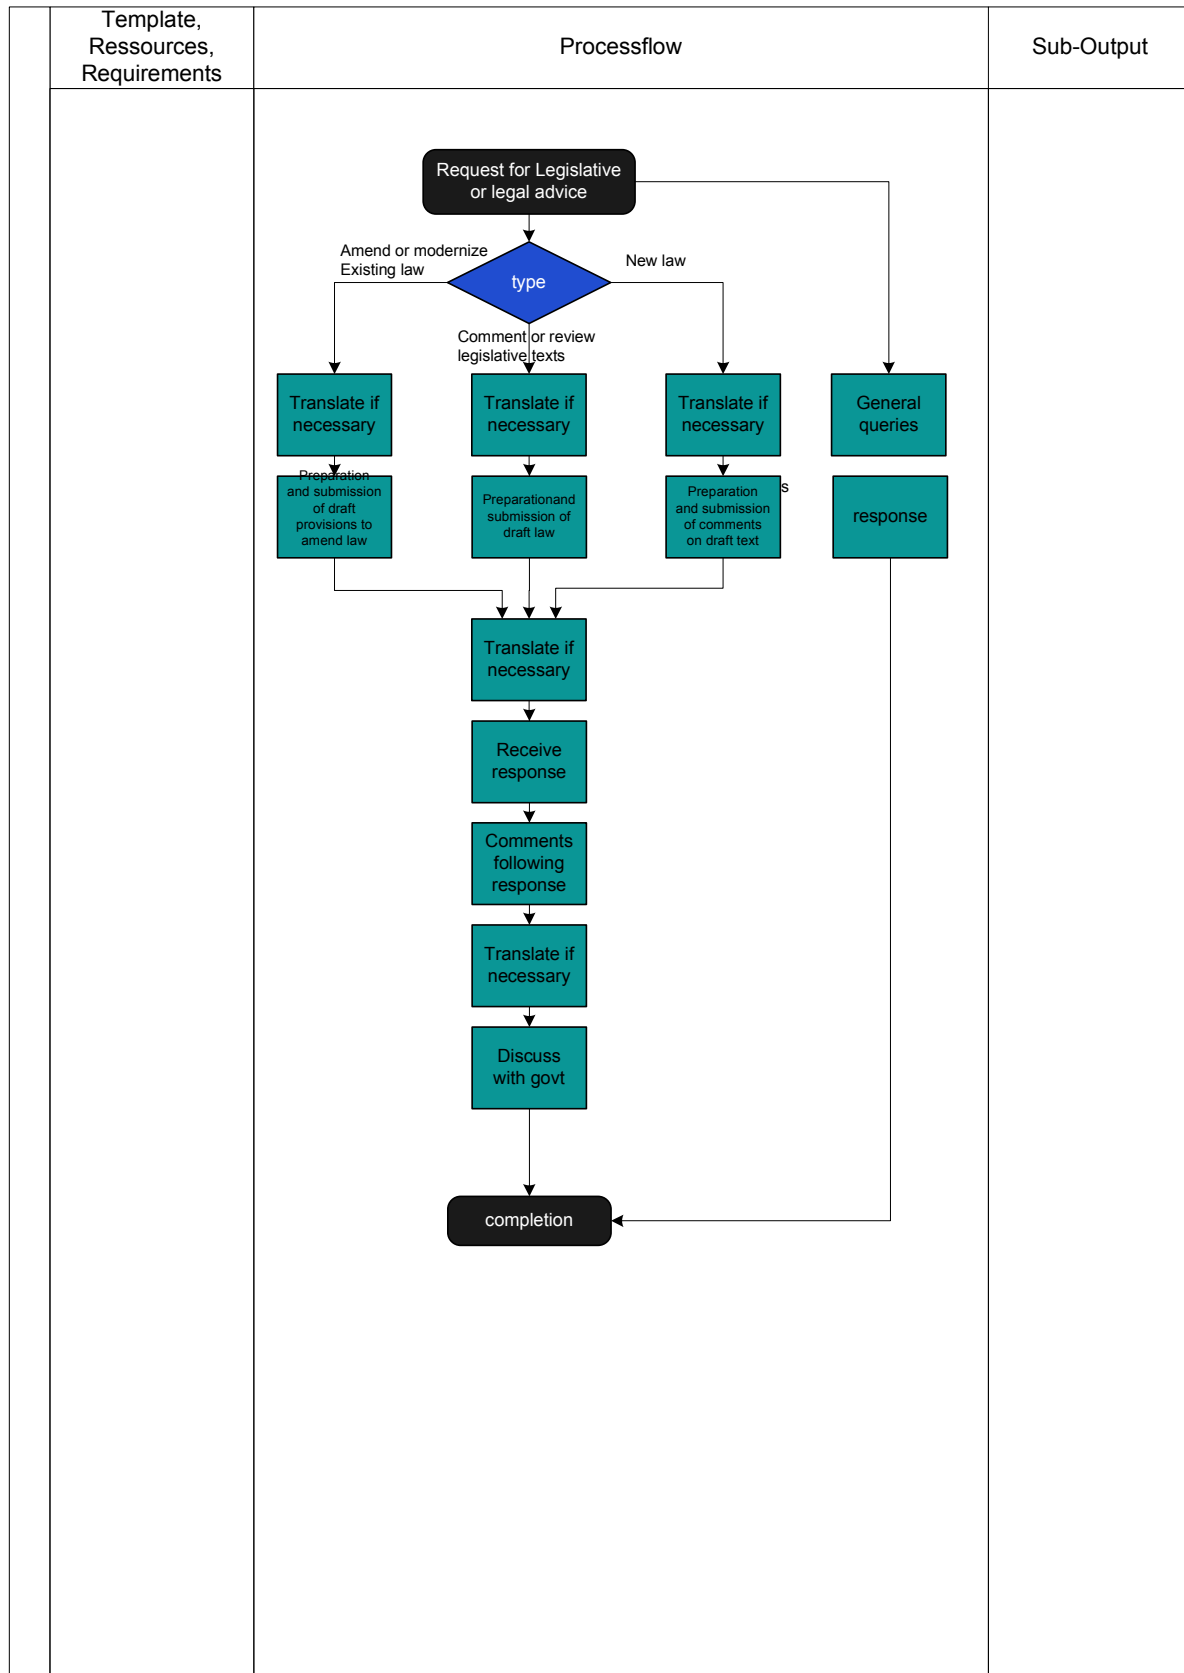 Template,
Ressources,
Requirements
Processflow
Sub-Output
Request for Legislative
or legal advice
Amend or modernize
Existing law
type
New law
Comment or review
legislative texts
Translate if
necessary
Translate if
necessary
Translate if
necessary
General
queries
Preparation
and submission
of draft
provisions to
amend law
Preparationand
submission of
draft law
Preparation
and submission
of comments
on draft text
s
response
Translate if
necessary
Receive
response
Comments
following
response
Translate if
necessary
Discuss
with govt
completion